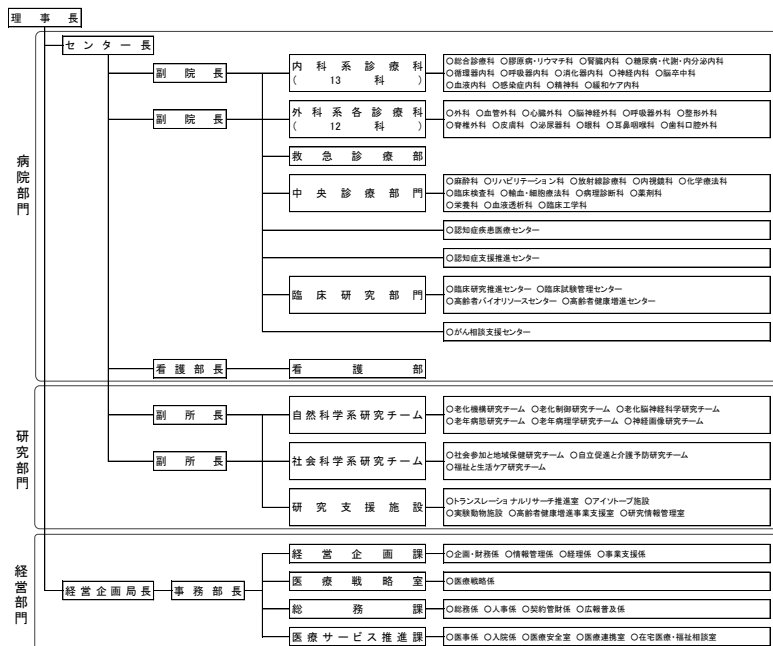 理事長
センター長
病院部門
副院長
内科系診療科
(13科)
○総合診療科 ○膠原病・リウマチ科 ○腎臓内科 ○糖尿病・代謝・内分泌内科
○循環器内科 ○呼吸器内科 ○消化器内科 ○神経内科 ○脳卒中科
○血液内科 ○感染症内科 ○精神科 ○緩和ケア内科
副院長
外科系各診療科
(12科)
○外科 ○血管外科 ○心臓外科 ○脳神経外科 ○呼吸器外科 ○整形外科
○脊椎外科 ○皮膚科 ○泌尿器科 ○眼科 ○耳鼻咽喉科 ○歯科口腔外科
救急診療部
中央診療部門
○麻酔科 ○リハビリテーション科 ○放射線診療科 ○内視鏡科 ○化学療法科
○臨床検査科 ○輸血・細胞療法科 ○病理診断科 ○薬剤科
○栄養科 ○血液透析科 ○臨床工学科
○認知症疾患医療センター
○認知症支援推進センター
臨床研究部門
○臨床研究推進センター ○臨床試験管理センター
○高齢者バイオリソースセンター ○高齢者健康増進センター
○がん相談支援センター
看護部長
看護部
研究部門
副所長
自然科学系研究チーム
○老化機構研究チーム ○老化制御研究チーム ○老化脳神経科学研究チーム
○老年病態研究チーム ○老年病理学研究チーム ○神経画像研究チーム
副所長
社会科学系研究チーム
○社会参加と地域保健研究チーム ○自立促進と介護予防研究チーム
○福祉と生活ケア研究チーム
研究支援施設
○トランスレーショナルリサーチ推進室 ○アイソトープ施設
○実験動物施設 ○高齢者健康増進事業支援室 ○研究情報管理室
経営部門
経営企画局長
事務部長
経営企画課
○企画・財務係 ○情報管理係 ○経理係 ○事業支援係
医療戦略室
○医療戦略係
総務課
○総務係 ○人事係 ○契約管財係 ○広報普及係
医療サービス推進課
○医事係 ○入院係 ○医療安全室 ○医療連携室 ○在宅医療・福祉相談室